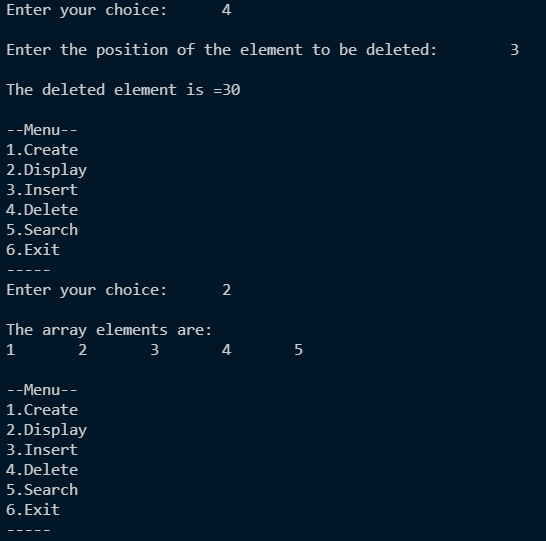 Enter your choice:      4
Enter the position of the element to be deleted:        3
The deleted element is =30
--Menu--
1.Create
2.Display
3.Insert
4.Delete
5.Search
6.Exit
-----
Enter your choice:      2
The array elements are:
1       2       3       4       5
--Menu--
1.Create
2.Display
3.Insert
4.Delete
5.Search
6.Exit
-----